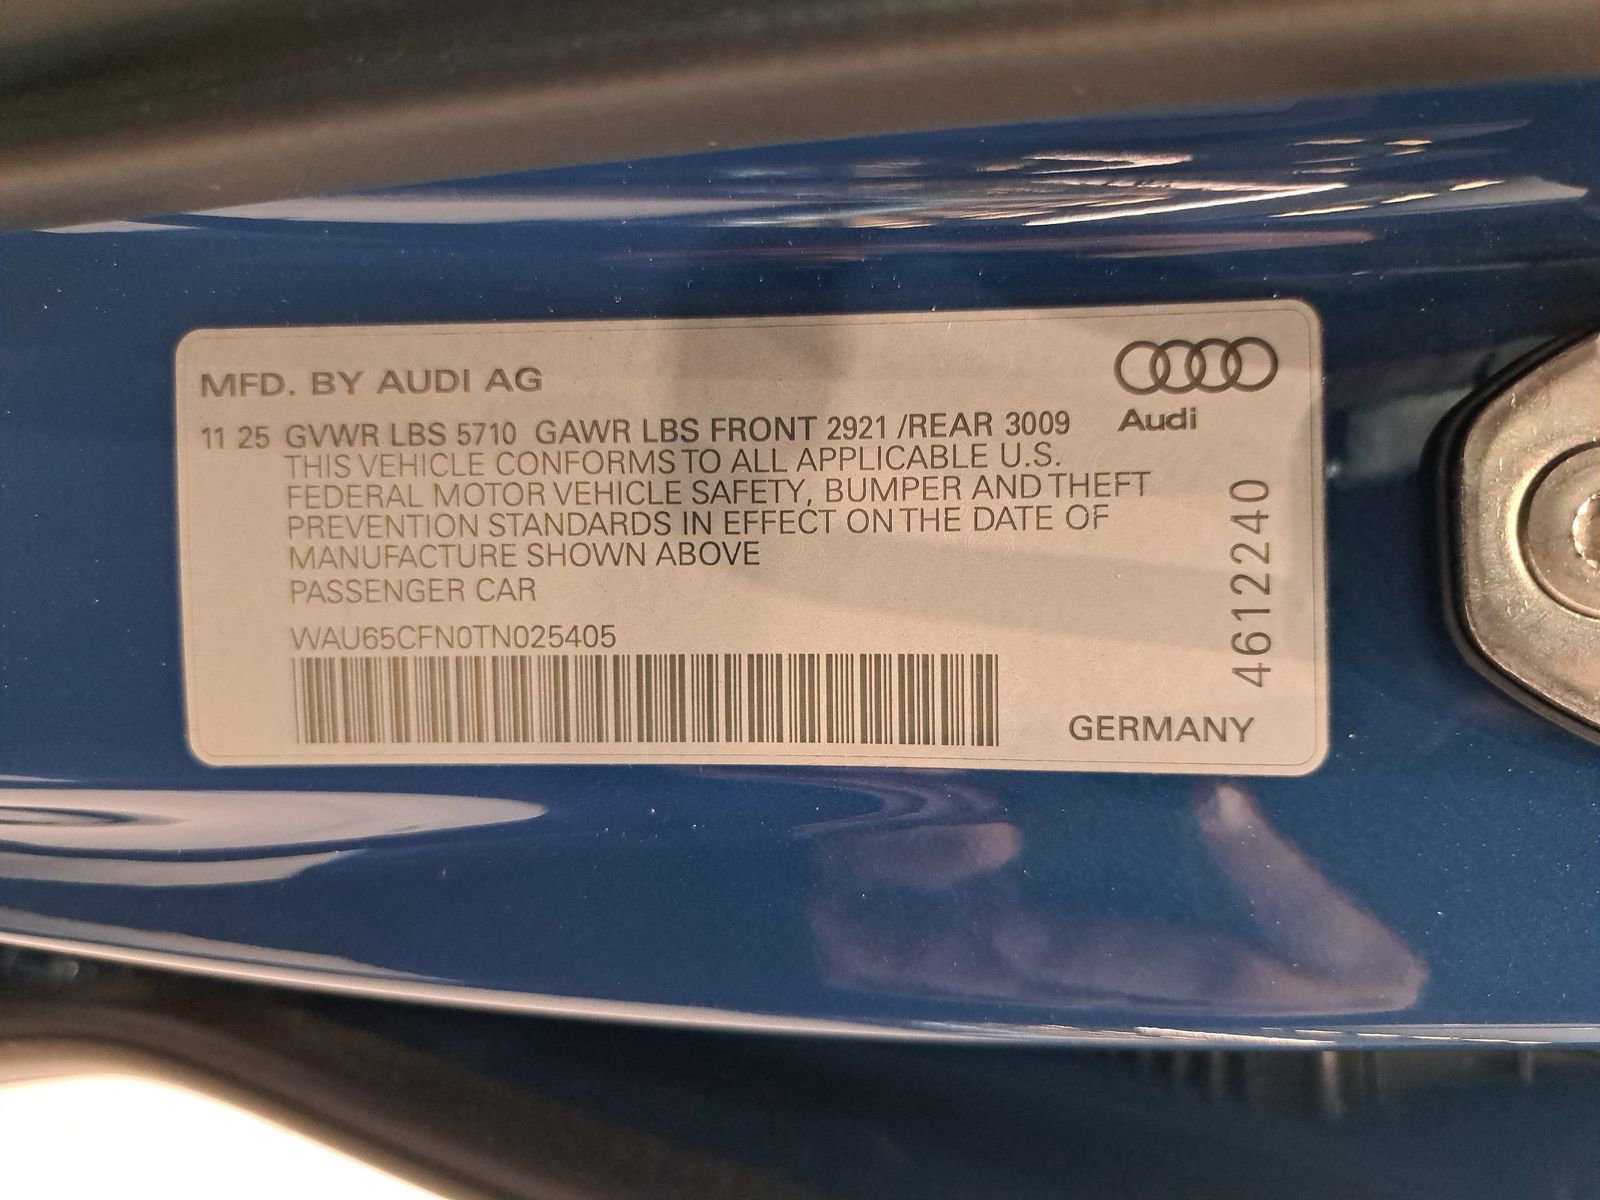 MFD. BY AUDI AG
Audi
11 25 GVWR LBS 5710 GAWR LBS FRONT 2921 /REAR 3009
THIS VEHICLE CONFORMS TO ALL APPLICABLE U.S.
FEDERAL MOTOR VEHICLE SAFETY, BUMPER AND THEFT
PREVENTION STANDARDS IN EFFECT ON THE DATE OF
MANUFACTURE SHOWN ABOVE
PASSENGER CAR
WAU65CFN0TN025405
4612240
GERMANY